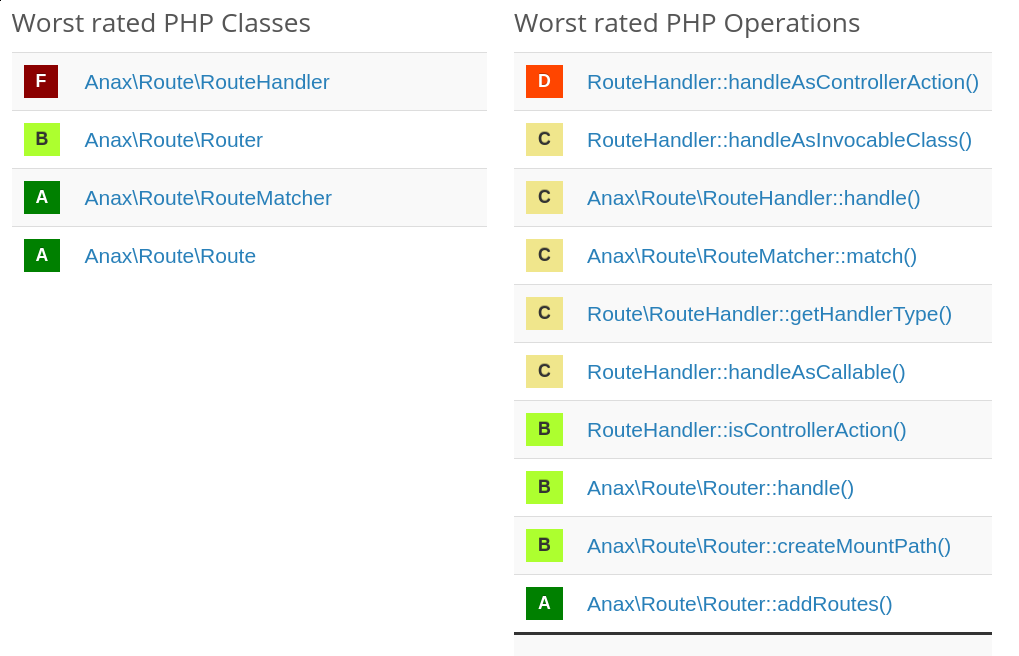 Worst rated PHP Classes
F Anax\Route\RouteHandler
B Anax\Route\Router
A Anax\Route\RouteMatcher
A Anax\Route\Route
Worst rated PHP Operations
D RouteHandler::handleAsControllerAction()
C RouteHandler::handleAsInvocableClass()
C Anax\Route\RouteHandler::handle()
C Anax\Route\RouteMatcher::match()
C Route\RouteHandler::getHandlerType()
C RouteHandler::handleAsCallable()
B RouteHandler::isControllerAction()
B Anax\Route\Router::handle()
B Anax\Route\Router::createMountPath()
A Anax\Route\Router::addRoutes()